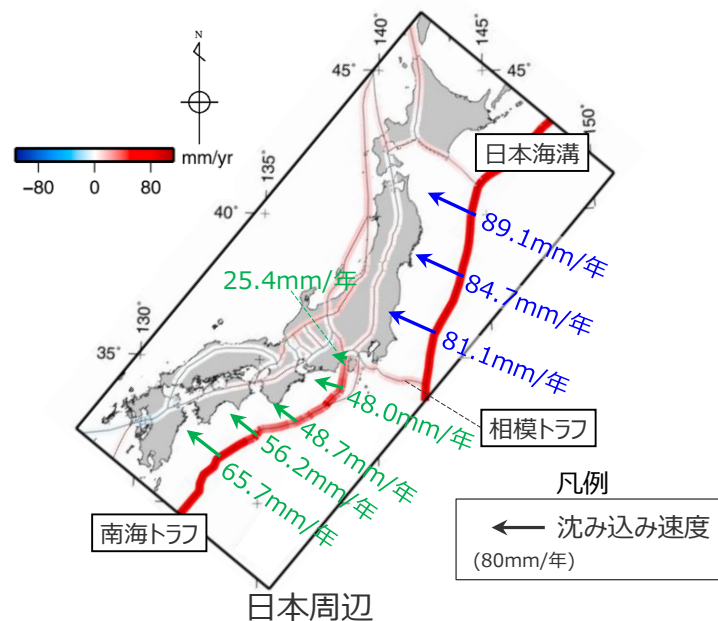 N
140
145
45°
45°
150
mm/yr
−80
0
80
135
日本海溝
40°
89.1mm/年
25.4mm/年
84.7mm/年
130
81.1mm/年
35°
48.0mm/年
相模トラフ
48.7mm/年
56.2mm/年
65.7mm/年
南海トラフ
凡例
沈み込み速度
(80mm/年)
日本周辺